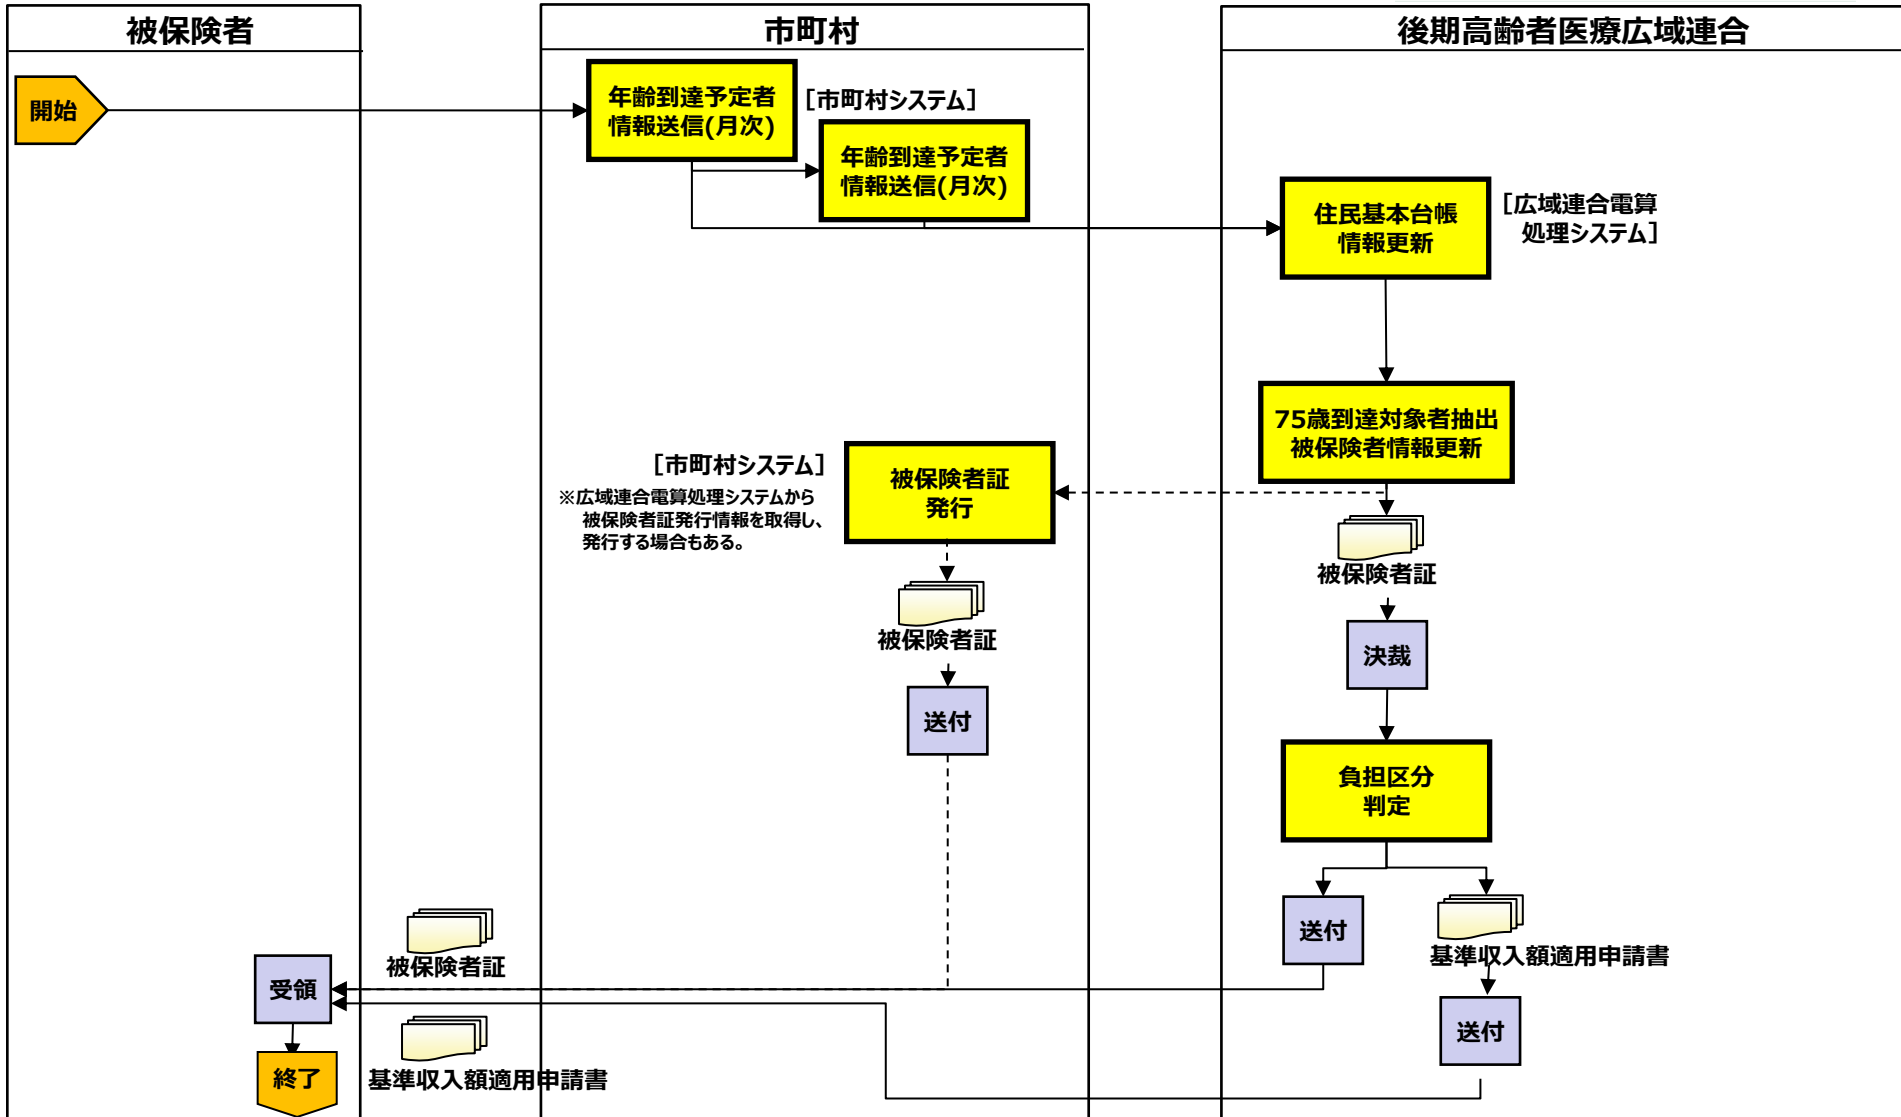 被保険者
市町村
後期高齢者医療広域連合
開始
年齢到達予定者
情報送信(月次)
[市町村システム]
年齢到達予定者
情報送信(月次)
住民基本台帳
情報更新
[広域連合電算
処理システム]
75歳到達対象者抽出
被保険者情報更新
[市町村システム]
※広域連合電算処理システムから
被保険者証発行情報を取得し、
発行する場合もある。
被保険者証
発行
被保険者証
被保険者証
決裁
送付
負担区分
判定
送付
基準収入額適用申請書
被保険者証
受領
送付
終了
基準収入額適用申請書